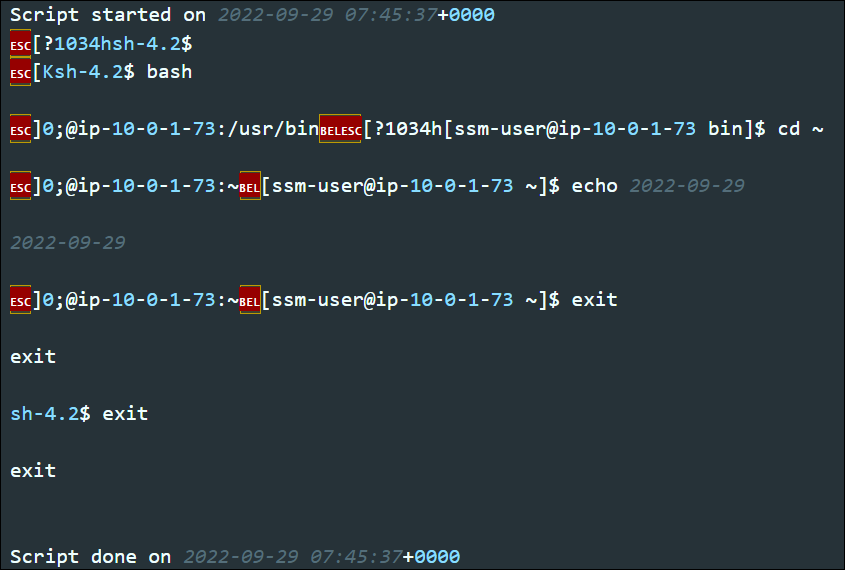 Script started on 2022-09-29 07:45:37+0000
ESC[?1034hsh-4.2$
ESC[Ksh-4.2$ bash
ESC]0;@ip-10-0-1-73:/usr/binBELESC[?1034h[ssm-user@ip-10-0-1-73 bin]$ cd ~
ESC]0;@ip-10-0-1-73:~BEL[ssm-user@ip-10-0-1-73 ~]$ echo 2022-09-29
2022-09-29
ESC]0;@ip-10-0-1-73:~BEL[ssm-user@ip-10-0-1-73 ~]$ exit
exit
sh-4.2$ exit
exit
Script done on 2022-09-29 07:45:37+0000